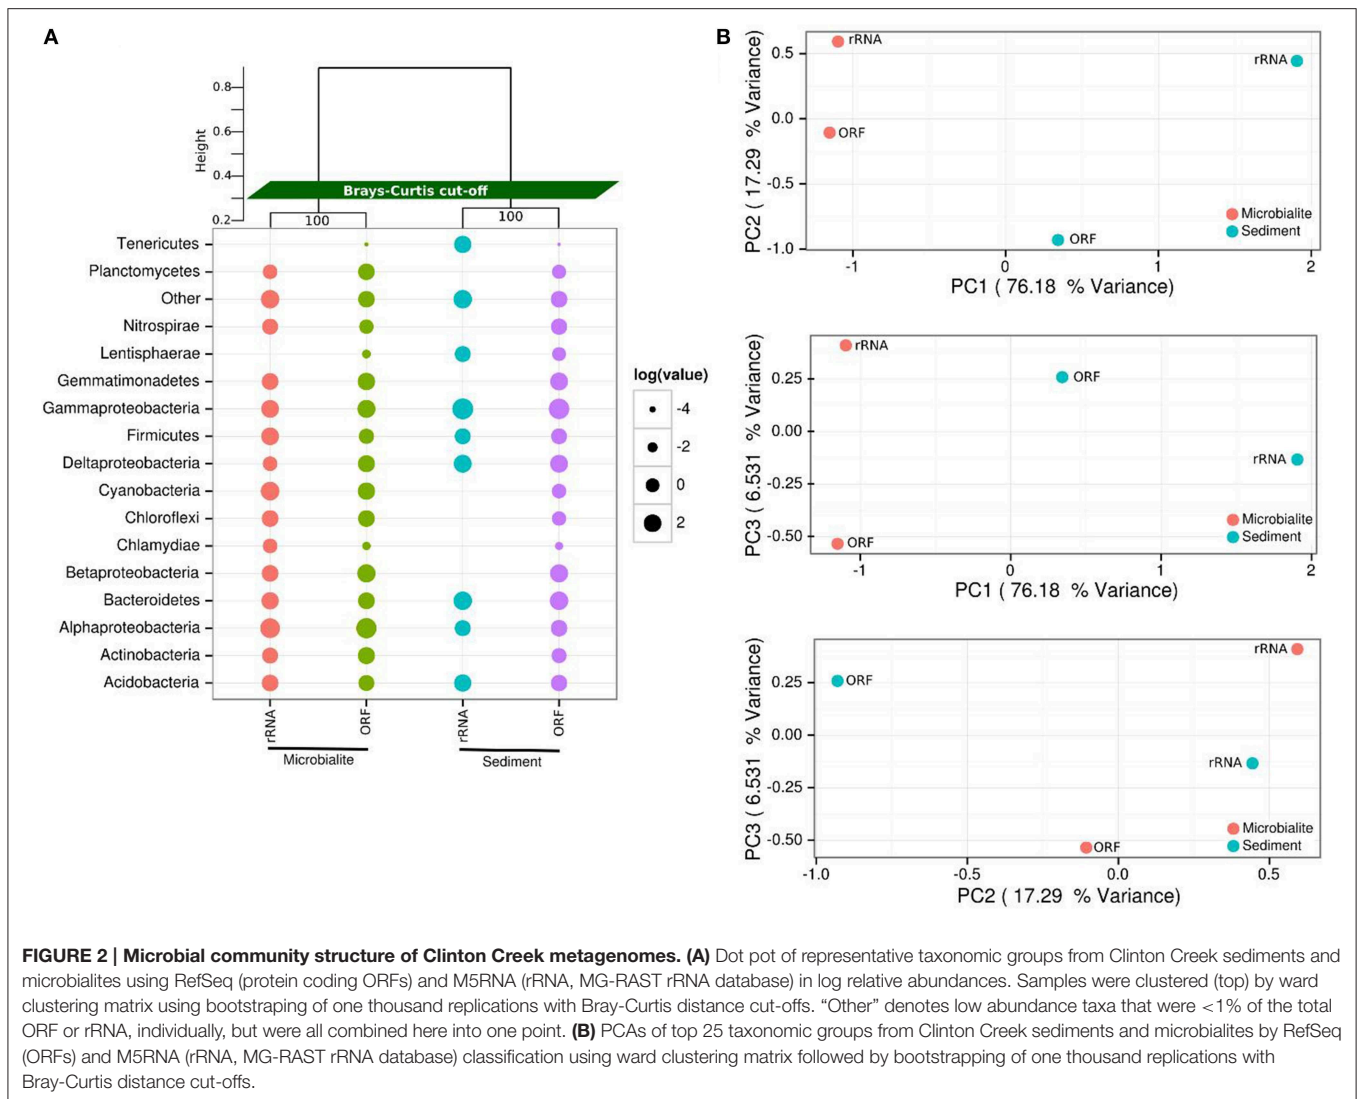 A
0.8
0.6
0.4
0.2
Height
Brays-Curtis cut-off
100
100
Tenericutes
Planctomycetes
Other
Nitrospirae
Lentisphaerae
Gemmatimonadetes
Gammaproteobacteria
Firmicutes
Deltaproteobacteria
Cyanobacteria
Chloroflexi
Chlamydiae
Betaproteobacteria
Bacteroidetes
Alphaproteobacteria
Actinobacteria
Acidobacteria
rRNA
ORF
rRNA
ORF
Microbialite
Sediment
log(value)
-4
-2
0
2
B
PC2 ( 17.29 % Variance)
0.5
0.0
-0.5
-1.0
rRNA
rRNA
ORF
ORF
Microbialite
Sediment
-1
0
1
2
PC1 ( 76.18 % Variance)
PC3 ( 6.531 % Variance)
0.25
0.00
-0.25
-0.50
rRNA
ORF
rRNA
ORF
Microbialite
Sediment
-1
0
1
2
PC1 ( 76.18 % Variance)
PC3 ( 6.531 % Variance)
0.25
0.00
-0.25
-0.50
rRNA
ORF
rRNA
ORF
Microbialite
Sediment
-1.0
-0.5
0.0
0.5
PC2 ( 17.29 % Variance)
FIGURE 2 | Microbial community structure of Clinton Creek metagenomes. (A) Dot pot of representative taxonomic groups from Clinton Creek sediments and
microbialites using RefSeq (protein coding ORFs) and M5RNA (rRNA, MG-RAST rRNA database) in log relative abundances. Samples were clustered (top) by ward
clustering matrix using bootstraping of one thousand replications with Bray-Curtis distance cut-offs. “Other” denotes low abundance taxa that were <1% of the total
ORF or rRNA, individually, but were all combined here into one point. (B) PCAs of top 25 taxonomic groups from Clinton Creek sediments and microbialites by RefSeq
(ORFs) and M5RNA (rRNA, MG-RAST rRNA database) classification using ward clustering matrix followed by bootstrapping of one thousand replications with
Bray-Curtis distance cut-offs.